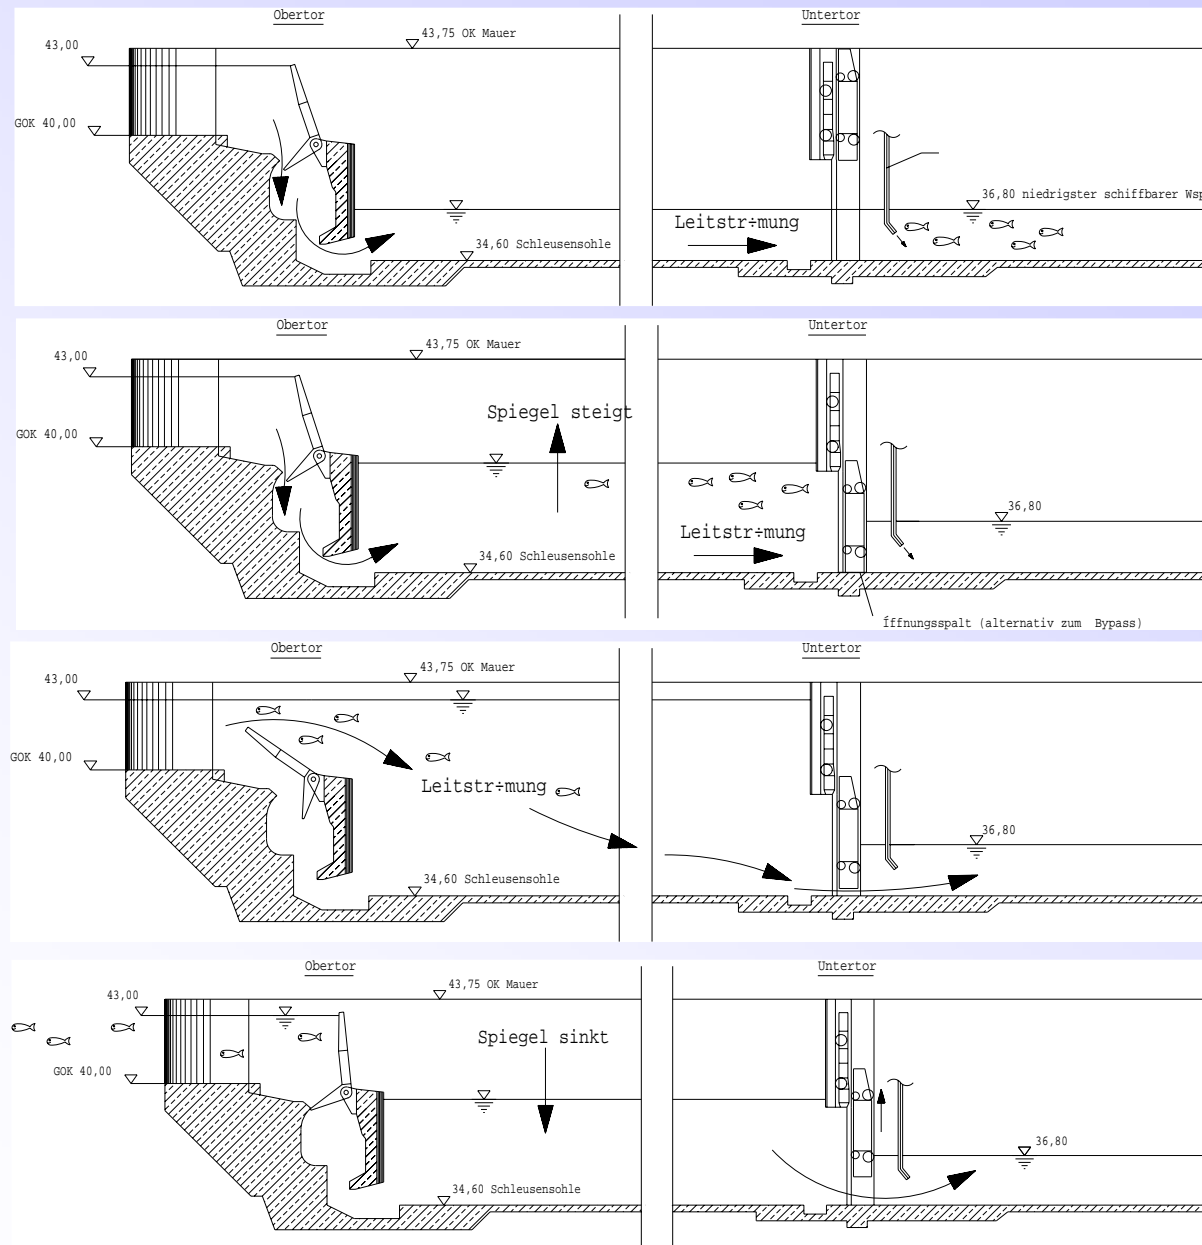 Obertor
Untertor
43,75 OK Mauer
43,00
GOK 40,00
36,80 niedrigster schiffbarer Wsp
Leitstr÷mung
34,60 Schleusensohle
Obertor
Untertor
43,75 OK Mauer
43,00
Spiegel steigt
GOK 40,00
36,80
Leitstr÷mung
34,60 Schleusensohle
Íffnungsspalt (alternativ zum Bypass)
Obertor
Untertor
43,75 OK Mauer
43,00
GOK 40,00
Leitstr÷mung
36,80
34,60 Schleusensohle
Obertor
Untertor
43,75 OK Mauer
43,00
Spiegel sinkt
GOK 40,00
36,80
34,60 Schleusensohle